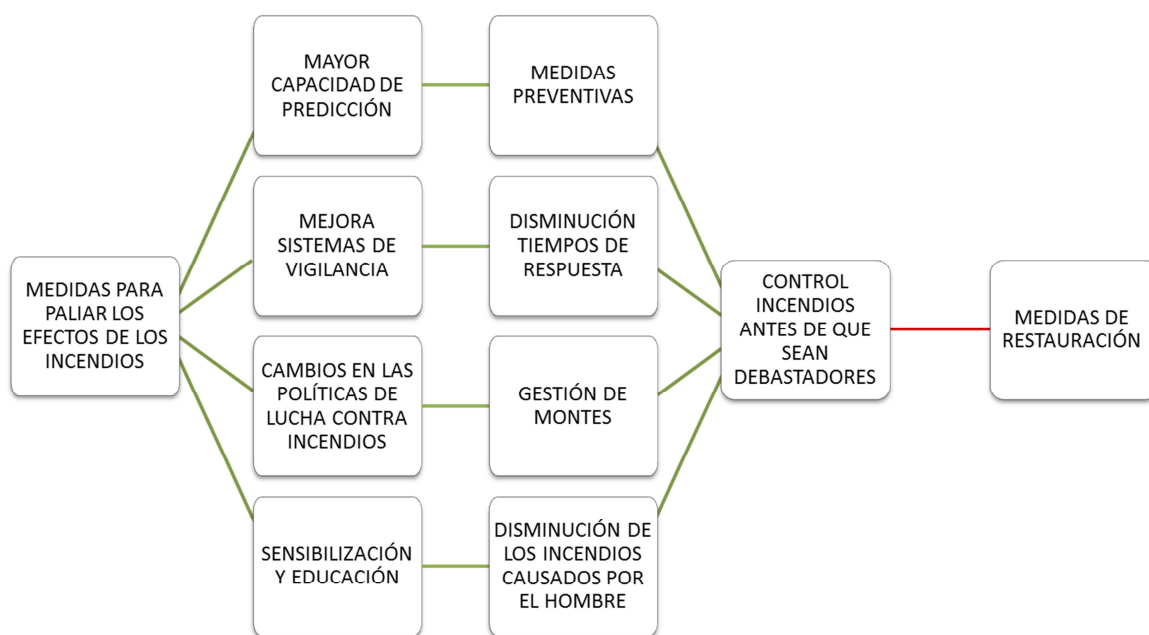 MEDIDAS PARA
PALIAR LOS
EFECTOS DE LOS
INCENDIOS
MAYOR
CAPACIDAD DE
PREDICCIÓN
MEDIDAS
PREVENTIVAS
MEJORA
SISTEMAS DE
VIGILANCIA
DISMINUCIÓN
TIEMPOS DE
RESPUESTA
CAMBIOS EN LAS
POLÍTICAS DE
LUCHA CONTRA
INCENDIOS
GESTIÓN DE
MONTES
SENSIBILIZACIÓN
Y EDUCACIÓN
DISMINUCIÓN DE
LOS INCENDIOS
CAUSADOS POR
EL HOMBRE
CONTROL
INCENDIOS
ANTES DE QUE
SEAN
DEBASTADORES
MEDIDAS DE
RESTAURACIÓN